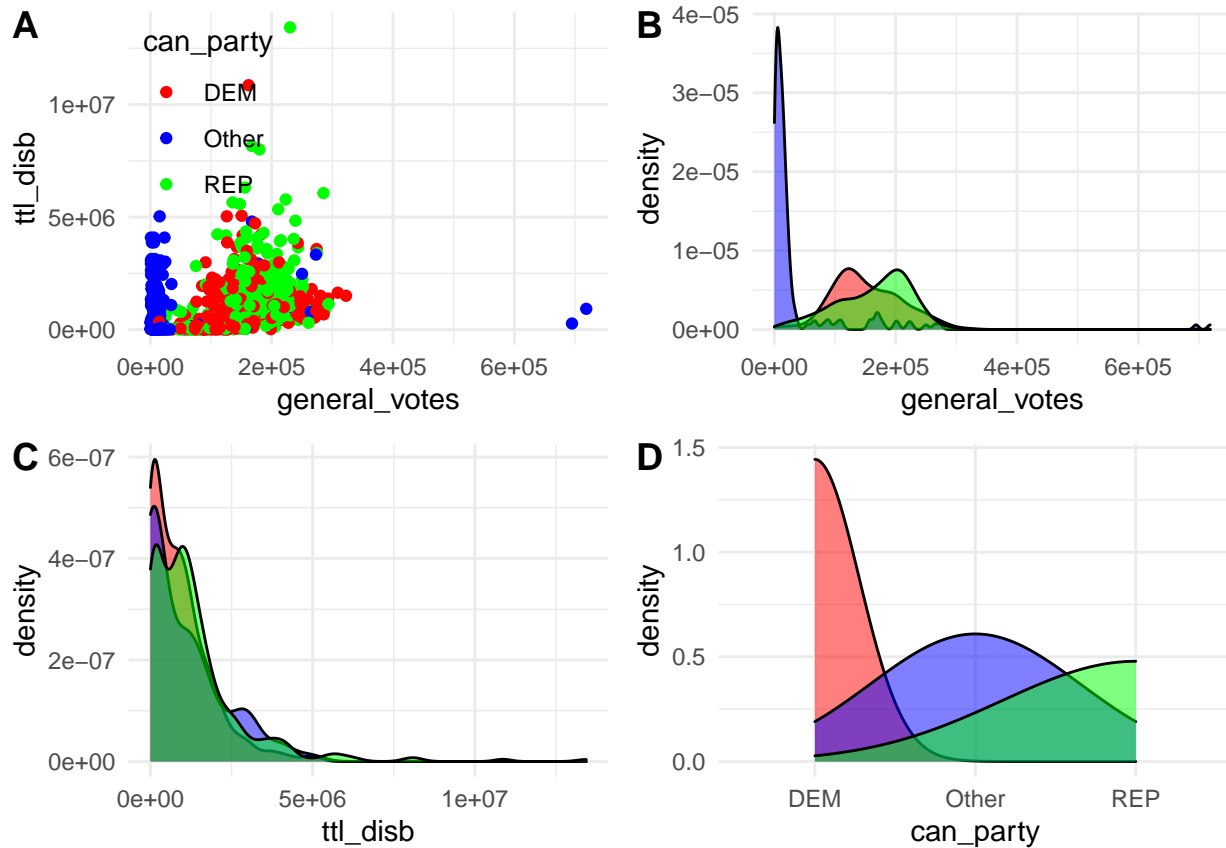 A
can_party
DEM
Other
REP
1e+07
5e+06
0e+00
ttl_disb
0e+00
2e+05
4e+05
6e+05
general_votes
B
4e−05
3e−05
2e−05
1e−05
0e+00
density
0e+00
2e+05
4e+05
6e+05
general_votes
C
6e−07
4e−07
2e−07
0e+00
density
0e+00
5e+06
1e+07
ttl_disb
D
1.5
1.0
0.5
0.0
density
DEM
Other
REP
can_party